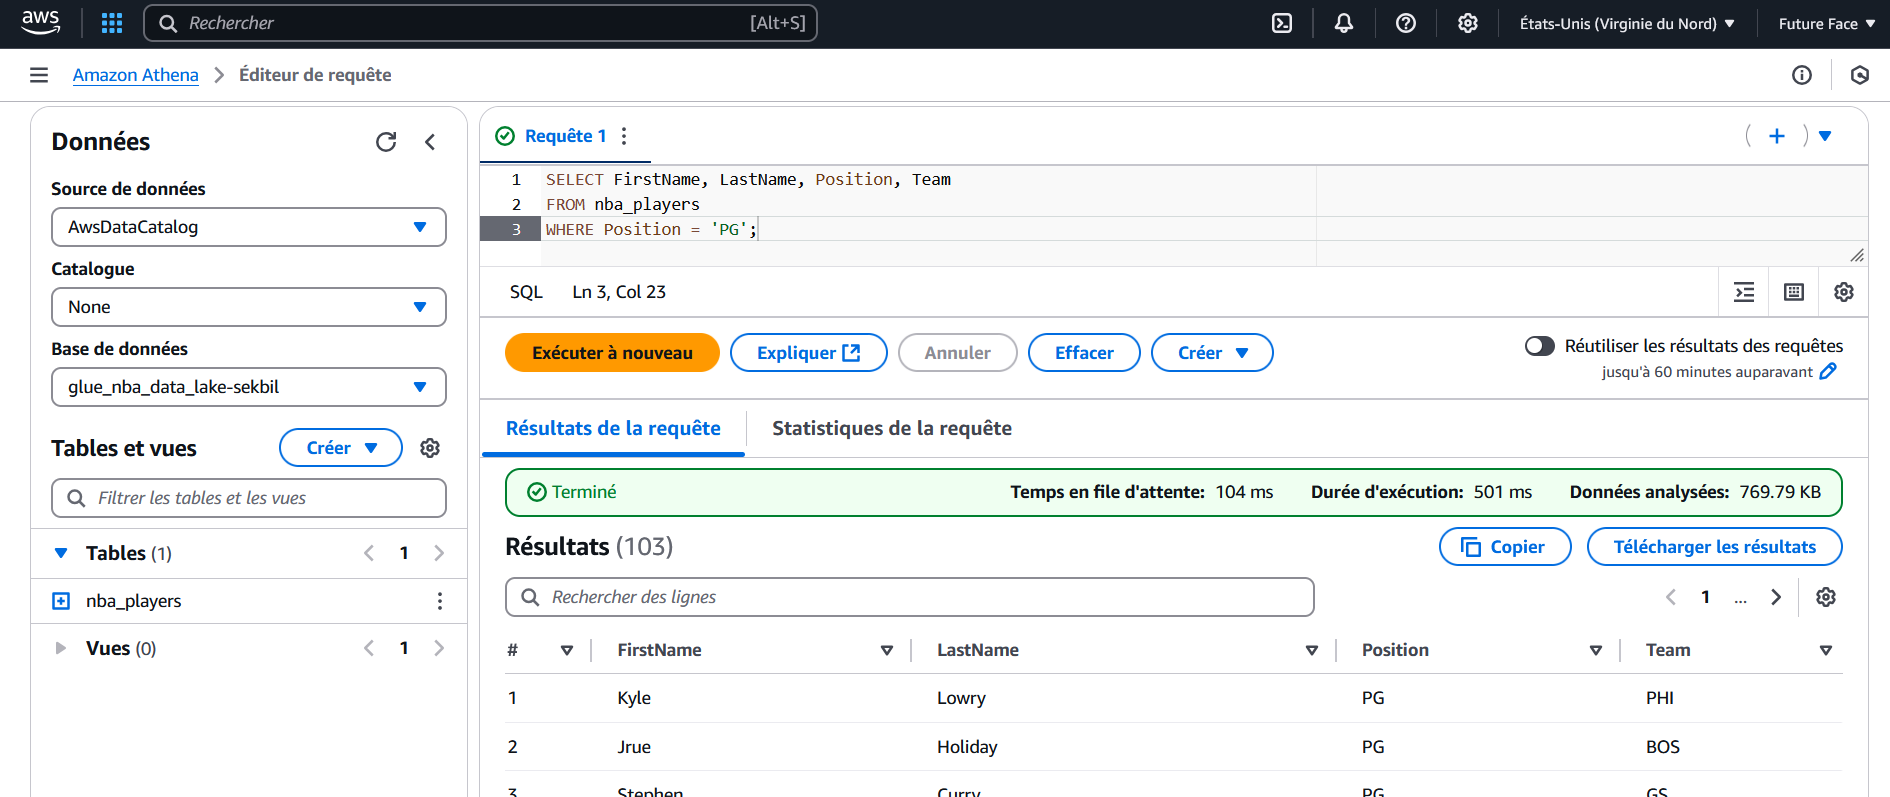 aws
Rechercher [Alt+S]
États-Unis (Virginie du Nord)
Future Face
Amazon Athena
Éditeur de requête
Données
Source de données
AwsDataCatalog
Catalogue
None
Base de données
glue_nba_data_lake-sekbil
Tables et vues
Créer
Filtrer les tables et les vues
Tables (1)
1
nba_players
Vues (0)
1
Requête 1
1 SELECT FirstName, LastName, Position, Team
2 FROM nba_players
3 WHERE Position = 'PG';
SQL Ln 3, Col 23
Exécuter à nouveau
Expliquer
Annuler
Effacer
Créer
Réutiliser les résultats des requêtes
jusqu'à 60 minutes auparavant
Résultats de la requête
Statistiques de la requête
Terminé
Temps en file d'attente: 104 ms
Durée d'exécution: 501 ms
Données analysées: 769.79 KB
Résultats (103)
Copier
Télécharger les résultats
Rechercher des lignes
1 ...
# FirstName LastName Position Team
1 Kyle Lowry PG PHI
2 Jrue Holiday PG BOS
3 Stephen Curry PG GS